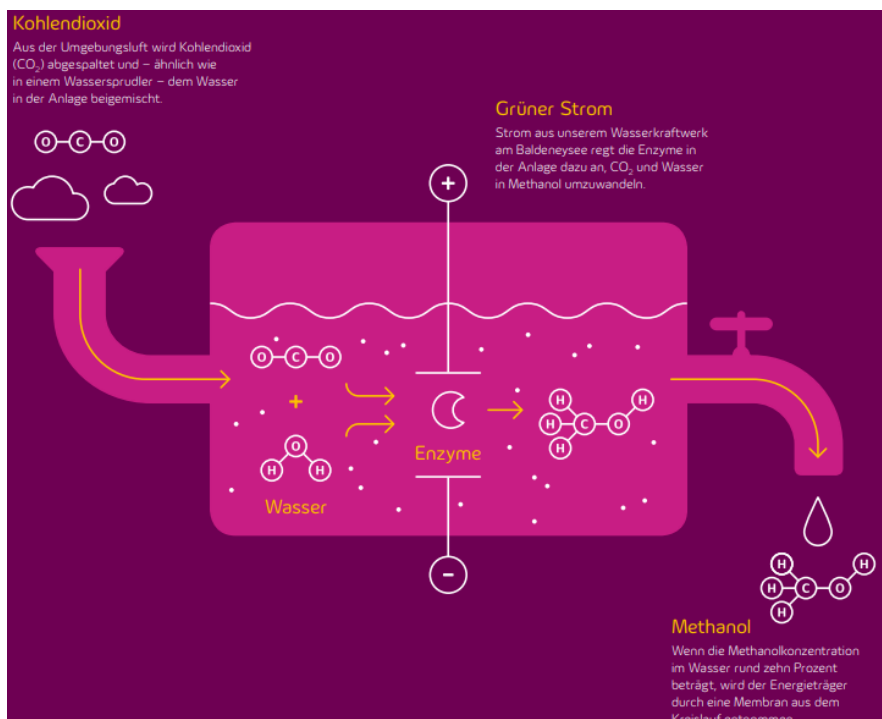 Kohlendioxid
Aus der Umgebungsluft wird Kohlendioxid
(CO₂) abgespaltet und – ähnlich wie
in einem Wassersprudler – dem Wasser
in der Anlage beigemischt.
O C O
Grüner Strom
Strom aus unserem Wasserkraftwerk
am Baldeneysee regt die Enzyme in
der Anlage dazu an, CO₂ und Wasser
in Methanol umzuwandeln.
+
O C O
+
O
H H
Wasser
Enzyme
H H
H C O
H
−
H H
H C O
H
Methanol
Wenn die Methanolkonzentration
im Wasser rund zehn Prozent
beträgt, wird der Energieträger
durch eine Membran aus dem